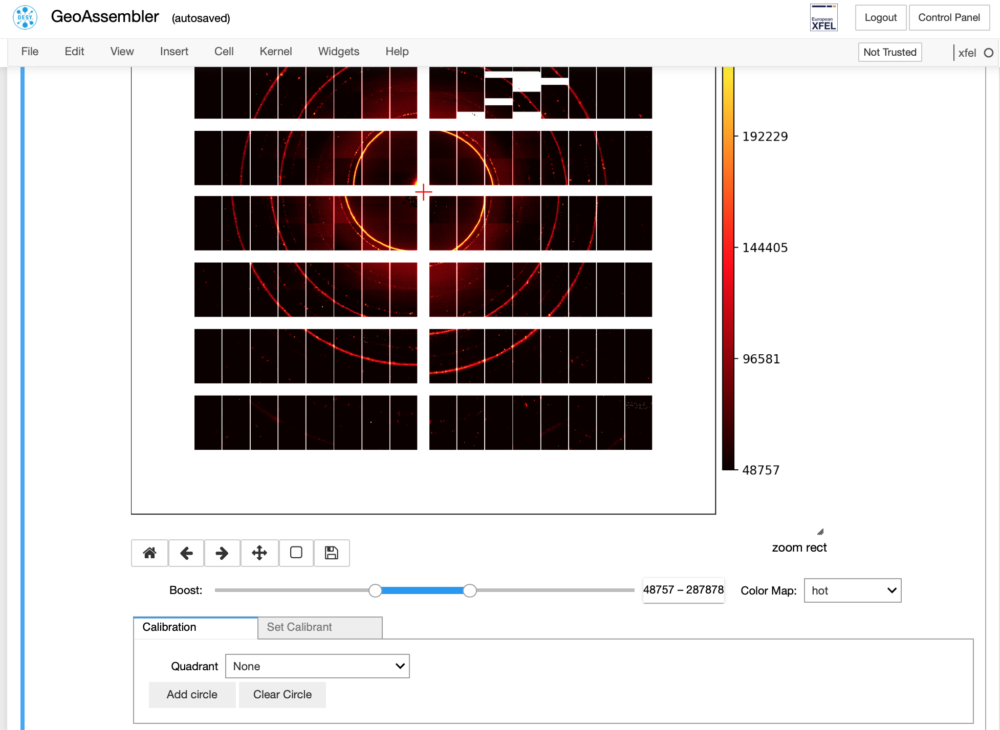 DESY.
GeoAssembler (autosaved)
European
XFEL
Logout
Control Panel
File Edit View Insert Cell Kernel Widgets Help
Not Trusted
xfel
192229
144405
96581
48757
zoom rect
Boost:
48757 – 287878
Color Map:
hot
Calibration
Set Calibrant
Quadrant
None
Add circle
Clear Circle